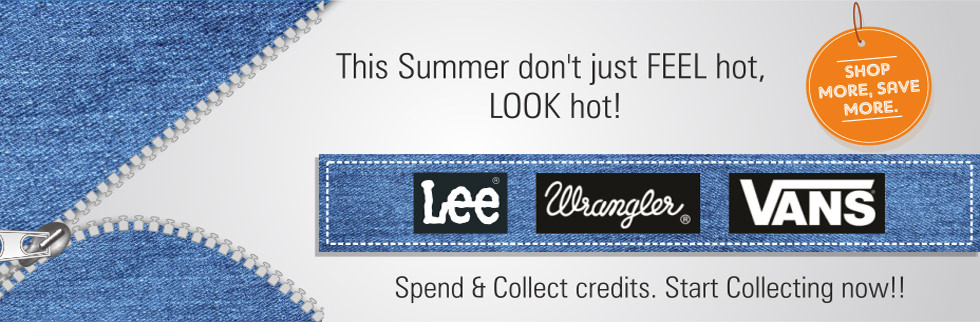 This Summer don't just FEEL hot,
LOOK hot!
SHOP
MORE, SAVE
MORE.
Lee ®
Wrangler ®
VANS
Spend & Collect credits. Start Collecting now!!